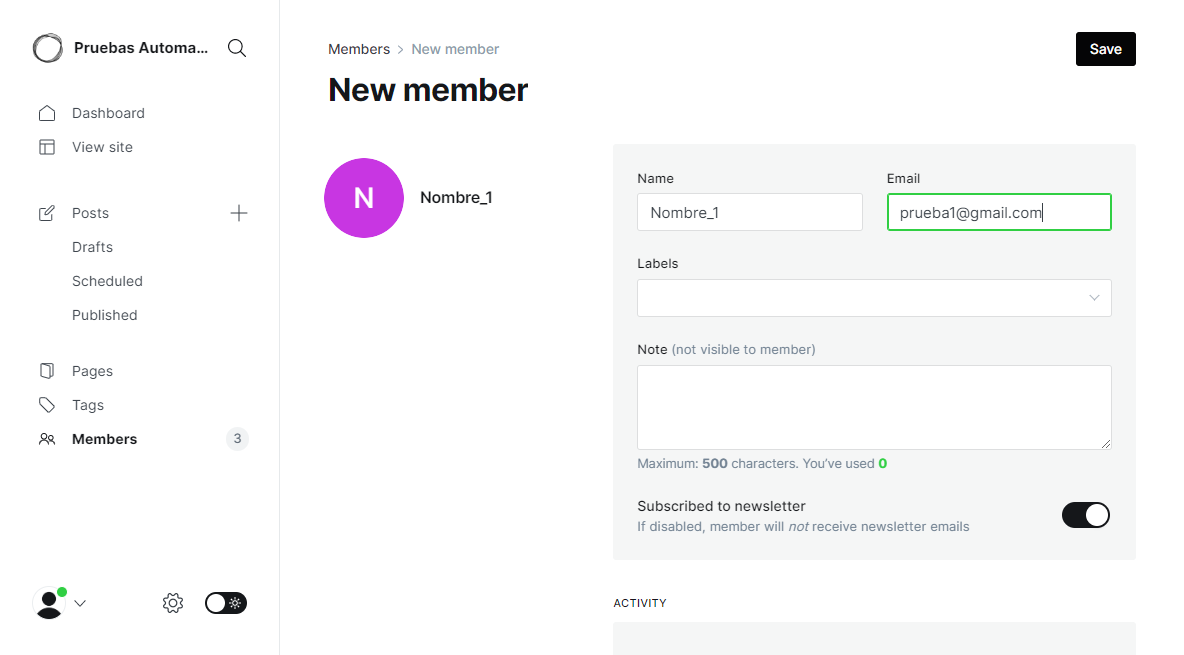 Pruebas Automa...
Dashboard
View site
Posts
Drafts
Scheduled
Published
Pages
Tags
Members 3
Members > New member
Save
New member
N Nombre_1
Name
Nombre_1
Email
prueba1@gmail.com
Labels
Note (not visible to member)
Maximum: 500 characters. You've used 0
Subscribed to newsletter
If disabled, member will not receive newsletter emails
ACTIVITY